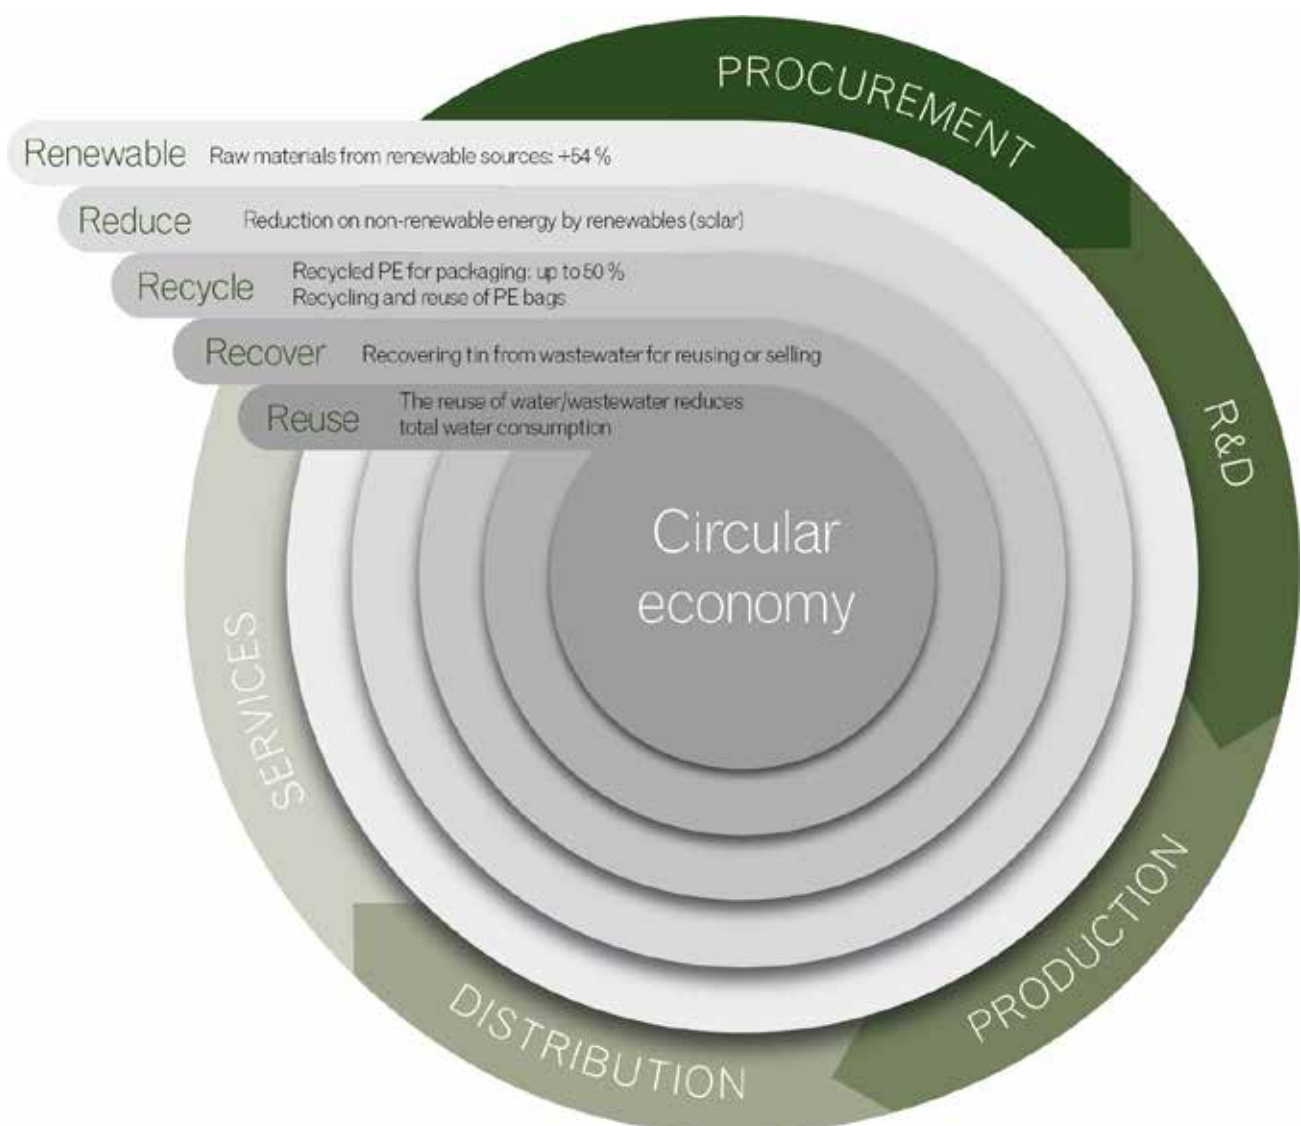 PROCUREMENT
Renewable
Raw materials from renewable sources: +54 %
Reduce
Reduction on non-renewable energy by renewables (solar)
Recycle
Recycled PE for packaging: up to 50 %
Recycling and reuse of PE bags
Recover
Recovering tin from wastewater for reusing or selling
Reuse
The reuse of water/wastewater reduces
total water consumption
R&D
Circular
economy
SERVICES
PRODUCTION
DISTRIBUTION